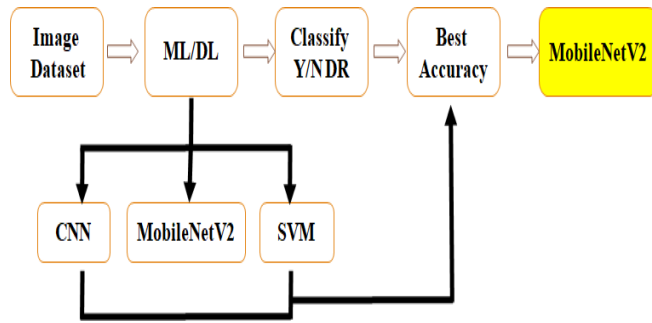 Image
Dataset
ML/DL
Classify
Y/NDR
Best
Accuracy
MobileNetV2
CNN
MobileNetV2
SVM